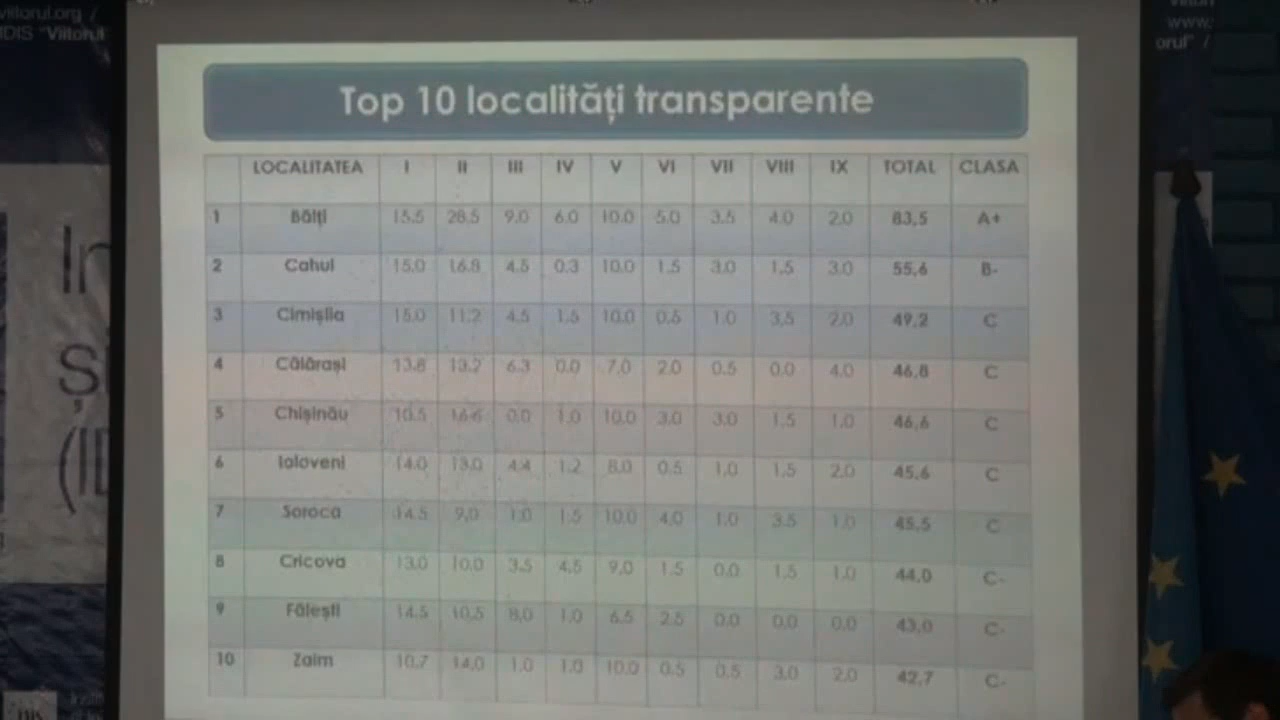 viitorul.org /
IDIS "Viitorul
www.
orul" /
Top 10 localități transparente
LOCALITATEA I II III IV V VI VII VIII IX TOTAL CLASA
1 Bălți 15.5 28.5 9.0 6.0 10.0 5.0 3.5 4.0 2.0 83,5 A+
2 Cahul 15.0 16.8 4.5 0.3 10.0 1.5 3.0 1.5 3.0 55,6 B-
3 Cimișlia 15.0 11.2 4.5 1.5 10.0 0.5 1.0 3.5 2.0 49,2 C
4 Călărași 13.8 13.2 6.3 0.0 7.0 2.0 0.5 0.0 4.0 46,8 C
5 Chișinău 10.5 16.6 0.0 1.0 10.0 3.0 3.0 1.5 1.0 46,6 C
6 Ialoveni 14.0 13.0 4.4 1.2 8.0 0.5 1.0 1.5 2.0 45,6 C
7 Soroca 14.5 9.0 1.0 1.5 10.0 4.0 1.0 3.5 1.0 45,5 C
8 Cricova 13.0 10.0 3.5 4.5 9.0 1.5 0.0 1.5 1.0 44,0 C-
9 Fălești 14.5 10.5 8.0 1.0 6.5 2.5 0.0 0.0 0.0 43,0 C-
10 Zaim 10.7 14.0 1.0 1.0 10.0 0.5 0.5 3.0 2.0 42,7 C-